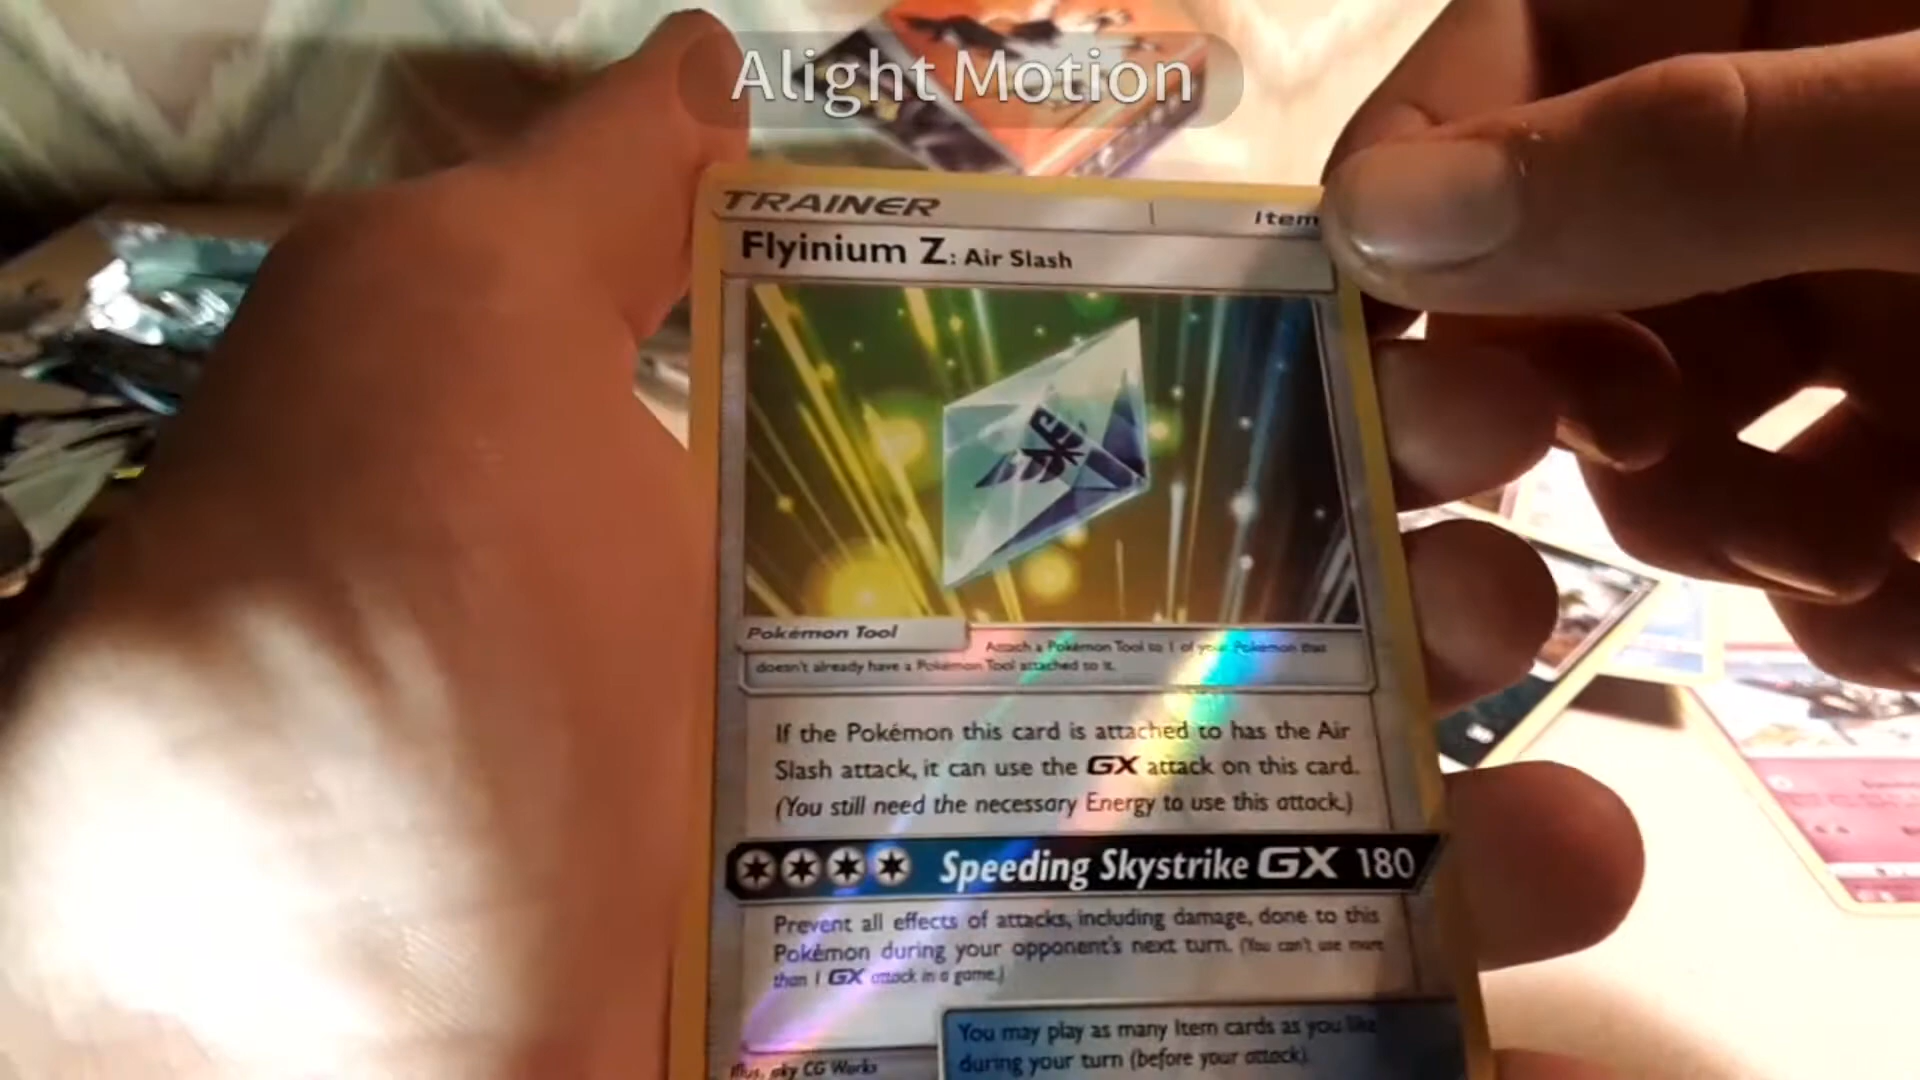 Alight Motion
TRAINER
Item
Flyinium Z: Air Slash
Pokémon Tool
Attach a Pokémon Tool to 1 of your Pokémon that
doesn't already have a Pokémon Tool attached to it.
If the Pokémon this card is attached to has the Air
Slash attack, it can use the GX attack on this card.
(You still need the necessary Energy to use this attack.)
Speeding Skystrike GX 180
Prevent all effects of attacks, including damage, done to this
Pokémon during your opponent's next turn. (You can't use more
than 1 GX attack in a game.)
You may play as many Item cards as you like
during your turn (before your attack).
Illus. sky CG Works